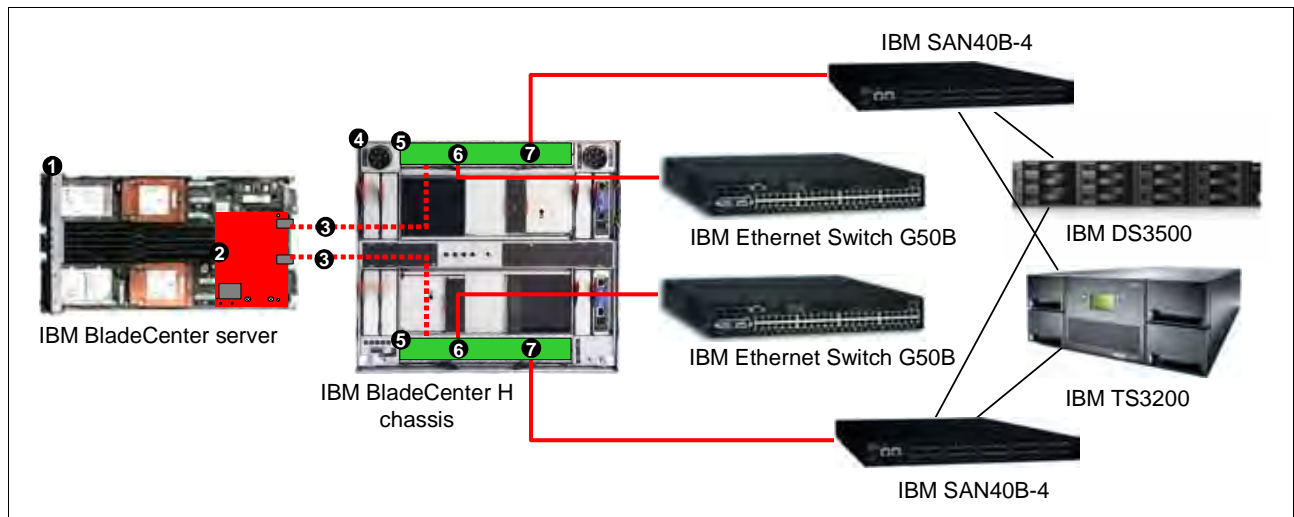 IBM SAN40B-4
1
4
5
6
7
2
3
3
IBM BladeCenter server
5
6
7
IBM BladeCenter H
chassis
IBM Ethernet Switch G50B
IBM Ethernet Switch G50B
IBM DS3500
IBM TS3200
IBM SAN40B-4